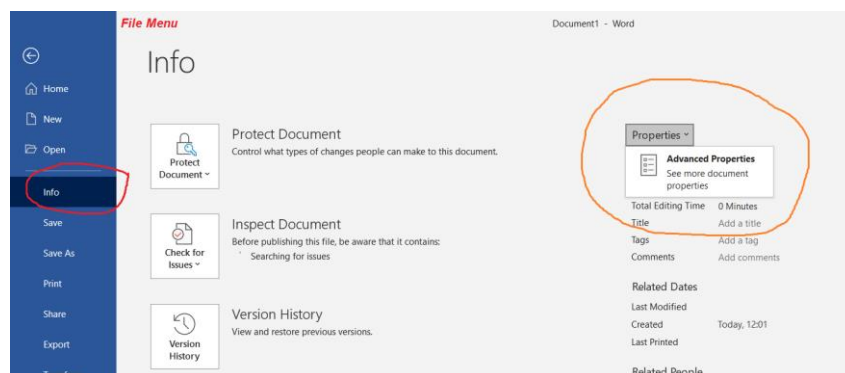 File Menu
Document1 - Word
Info
Home
New
Open
Info
Save
Save As
Print
Share
Export
Protect Document
Protect Document
Control what types of changes people can make to this document.
Check for Issues
Inspect Document
Before publishing this file, be aware that it contains:
Searching for issues
Version History
Version History
View and restore previous versions.
Properties
Advanced Properties
See more document
properties
Total Editing Time 0 Minutes
Title Add a title
Tags Add a tag
Comments Add comments
Related Dates
Last Modified
Created Today, 12:01
Last Printed
Related People